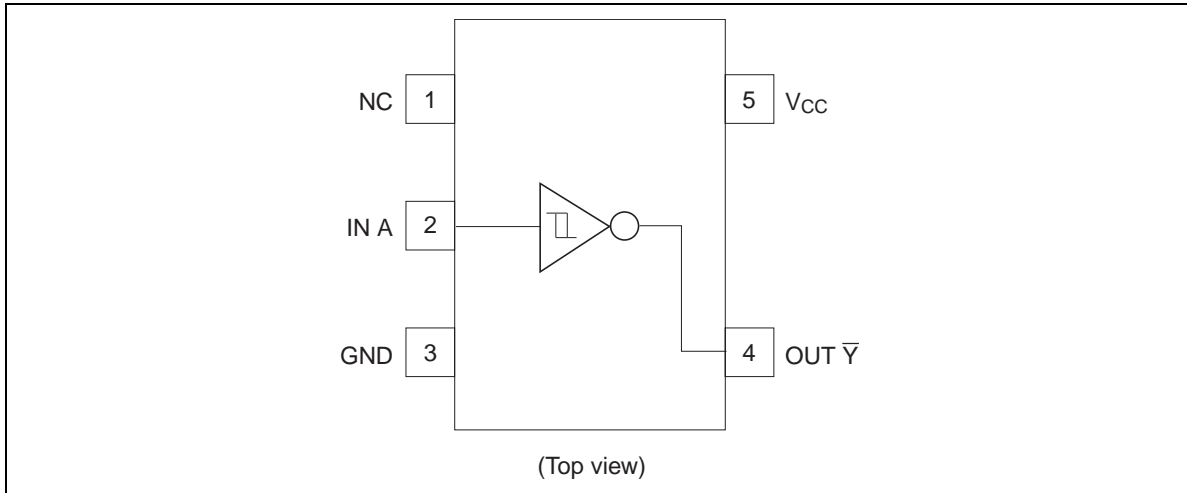 NC 1
5 VCC
IN A 2
GND 3
4 OUT Y̅
(Top view)